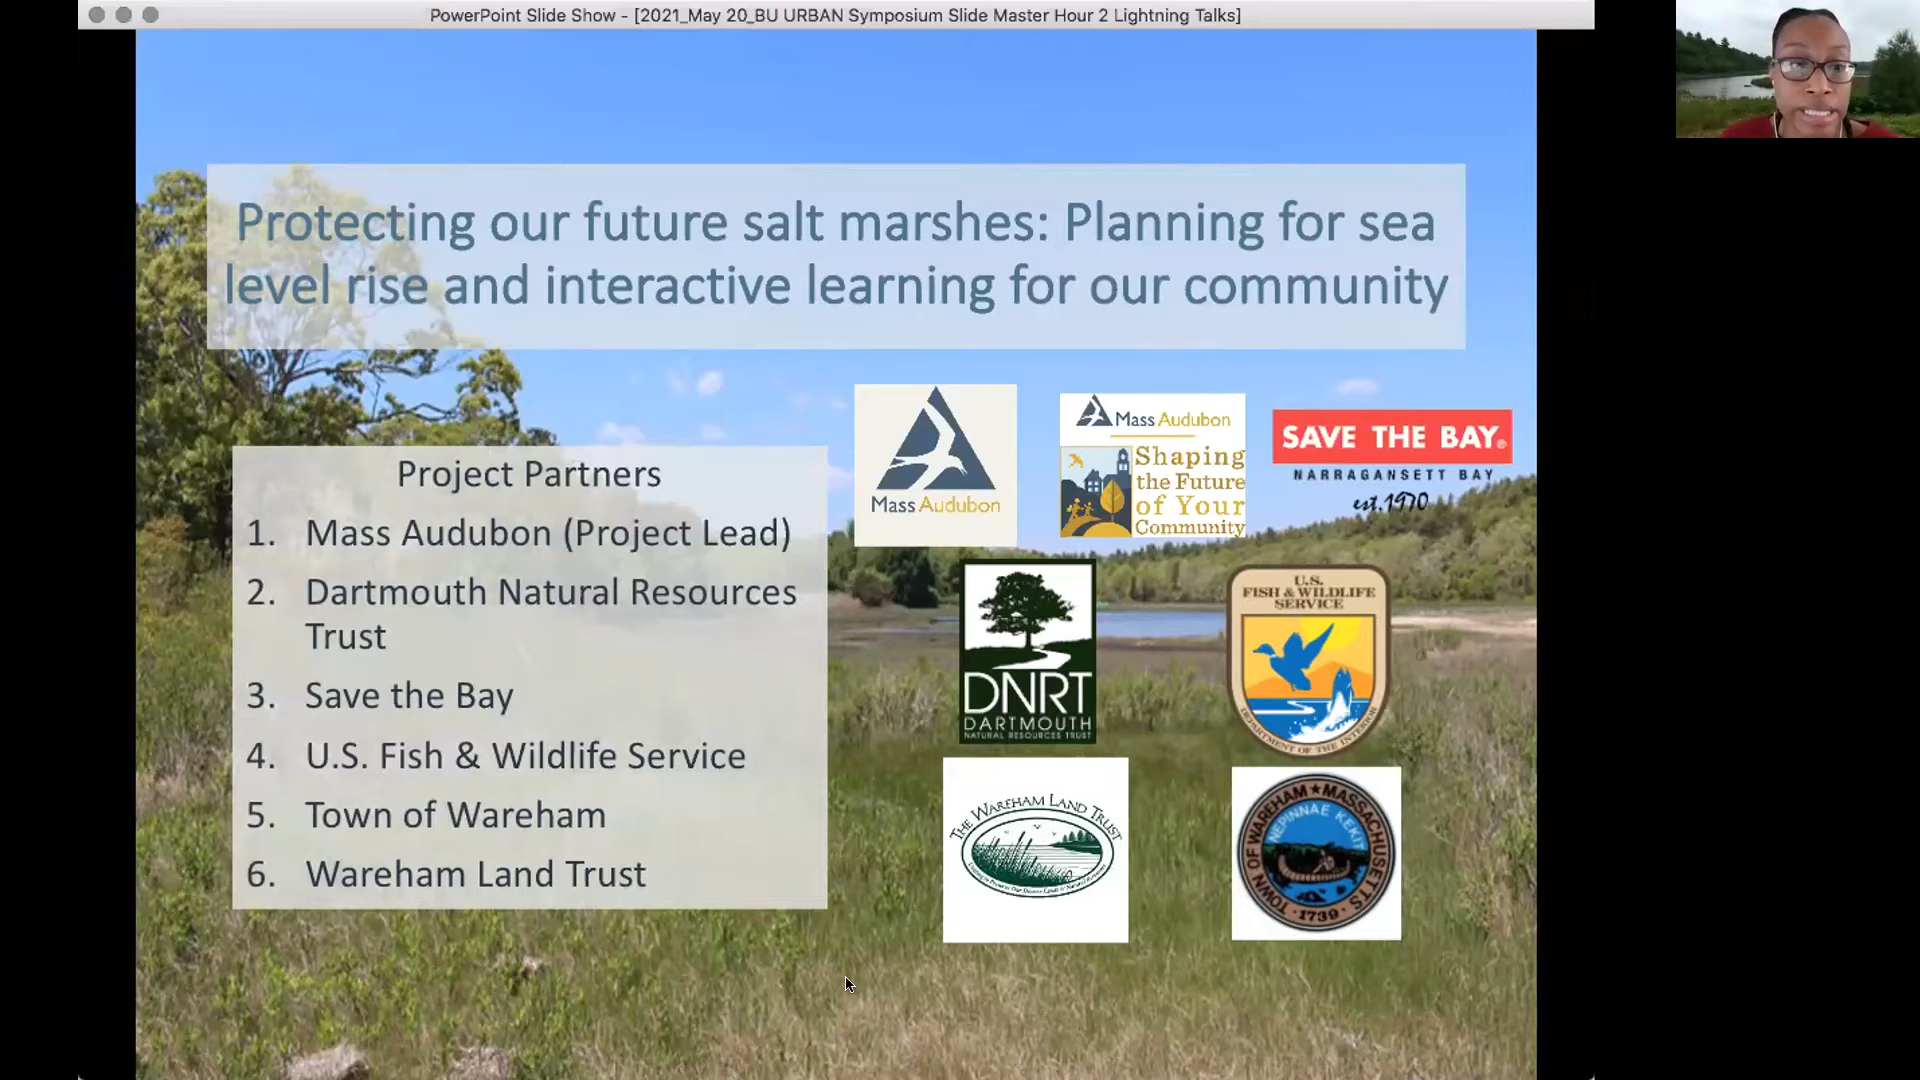 PowerPoint Slide Show - [2021_May 20_BU URBAN Symposium Slide Master Hour 2 Lightning Talks]
Protecting our future salt marshes: Planning for sea
level rise and interactive learning for our community
Project Partners
1. Mass Audubon (Project Lead)
2. Dartmouth Natural Resources
Trust
3. Save the Bay
4. U.S. Fish & Wildlife Service
5. Town of Wareham
6. Wareham Land Trust
Mass Audubon
Mass Audubon
Shaping
the Future
of Your
Community
SAVE THE BAY®
NARRAGANSETT BAY
est.1970
DNRT
DARTMOUTH
NATURAL RESOURCES TRUST
U.S.
FISH & WILDLIFE
SERVICE
DEPARTMENT OF THE INTERIOR
THE WAREHAM LAND TRUST
TOWN OF WAREHAM ★ MASSACHUSETTS
NEPINNAE KEKIT
· 1739 ·